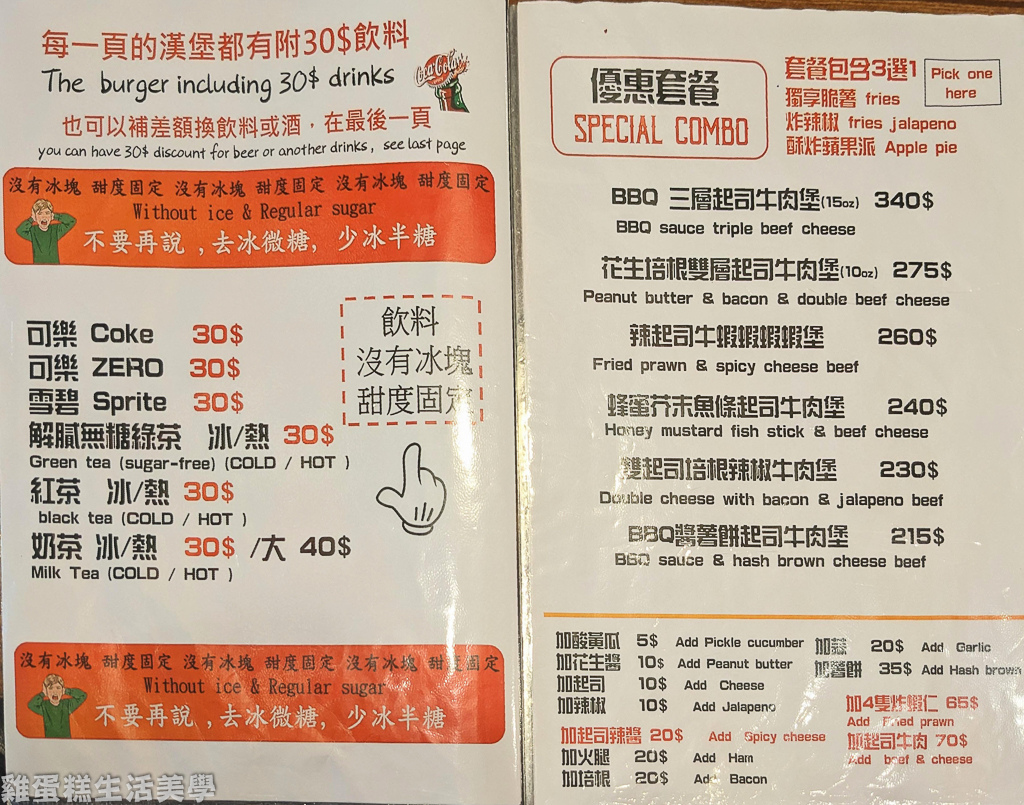 每一頁的漢堡都有附30$飲料
The burger including 30$ drinks
Coca-Cola
也可以補差額換飲料或酒，在最後一頁
you can have 30$ discount for beer or another drinks, see last page
沒有冰塊 甜度固定 沒有冰塊 甜度固定 沒有冰塊 甜度固定
Without ice & Regular sugar
不要再說，去冰微糖, 少冰半糖
飲料
沒有冰塊
甜度固定
可樂 Coke 30$
可樂 ZERO 30$
雪碧 Sprite 30$
解膩無糖綠茶 冰/熱 30$
Green tea (sugar-free) (COLD / HOT )
紅茶 冰/熱 30$
black tea (COLD / HOT )
奶茶 冰/熱 30$ /大 40$
Milk Tea (COLD / HOT )
沒有冰塊 甜度固定 沒有冰塊 甜度固定 沒有冰塊 甜度固定
Without ice & Regular sugar
不要再說，去冰微糖, 少冰半糖
優惠套餐
SPECIAL COMBO
套餐包含3選1
Pick one
here
獨享脆薯 fries
炸辣椒 fries jalapeno
酥炸蘋果派 Apple pie
BBQ 三層起司牛肉堡(15oz) 340$
BBQ sauce triple beef cheese
花生培根雙層起司牛肉堡(10oz) 275$
Peanut butter & bacon & double beef cheese
辣起司牛蝦蝦蝦蝦堡 260$
Fried prawn & spicy cheese beef
蜂蜜芥末魚條起司牛肉堡 240$
Honey mustard fish stick & beef cheese
雙起司培根辣椒牛肉堡 230$
Double cheese with bacon & jalapeno beef
BBQ醬薯餅起司牛肉堡 215$
BBQ sauce & hash brown cheese beef
加酸黃瓜 5$ Add Pickle cucumber
加花生醬 10$ Add Peanut butter
加起司 10$ Add Cheese
加辣椒 10$ Add Jalapeno
加起司辣醬 20$ Add Spicy cheese
加火腿 20$ Add Ham
加培根 20$ Add Bacon
加蒜 20$ Add Garlic
加薯餅 35$ Add Hash brown
加4隻炸蝦仁 65$
Add Fried prawn
加起司牛肉 70$
Add beef & cheese
雞蛋糕生活美學